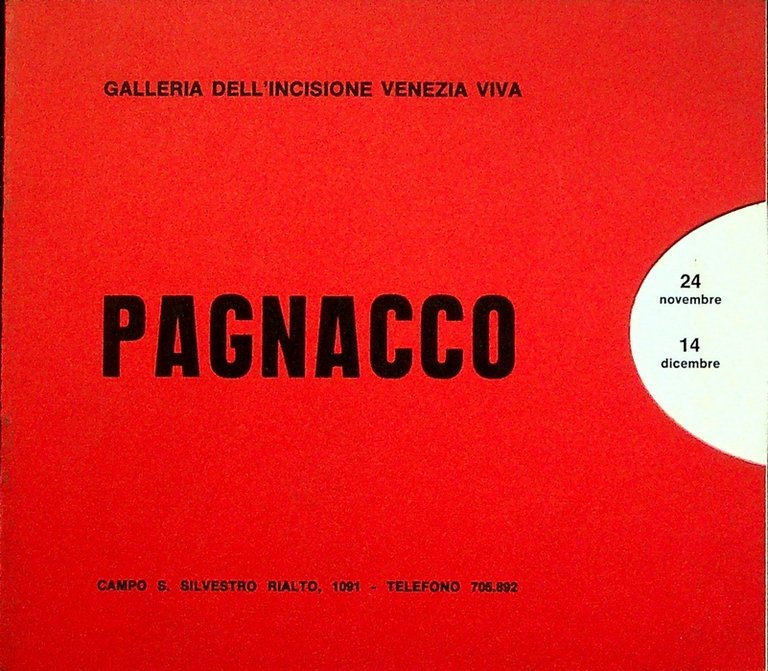 GALLERIA DELL'INCISIONE VENEZIA VIVA
PAGNACCO
24
novembre
14
dicembre
CAMPO S. SILVESTRO RIALTO, 1091 - TELEFONO 705.892